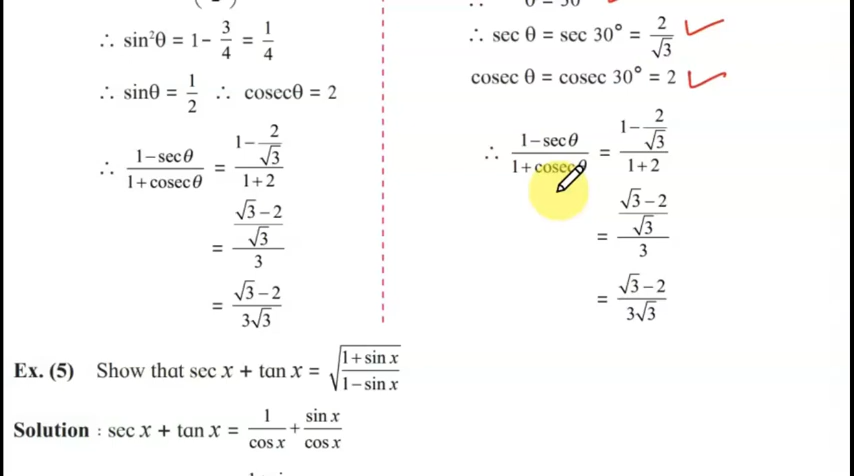 ∴ sin²θ = 1 − 3/4 = 1/4
∴ sinθ = 1/2 ∴ cosecθ = 2
∴ (1−secθ)/(1+cosecθ) = (1−2/√3)/(1+2)
= ((√3−2)/√3)/3
= (√3−2)/(3√3)
∴ sec θ = sec 30° = 2/√3
cosec θ = cosec 30° = 2
∴ (1−secθ)/(1+cosecθ) = (1−2/√3)/(1+2)
= ((√3−2)/√3)/3
= (√3−2)/(3√3)
Ex. (5) Show that sec x + tan x = √((1+sin x)/(1−sin x))
Solution : sec x + tan x = 1/cos x + sin x/cos x